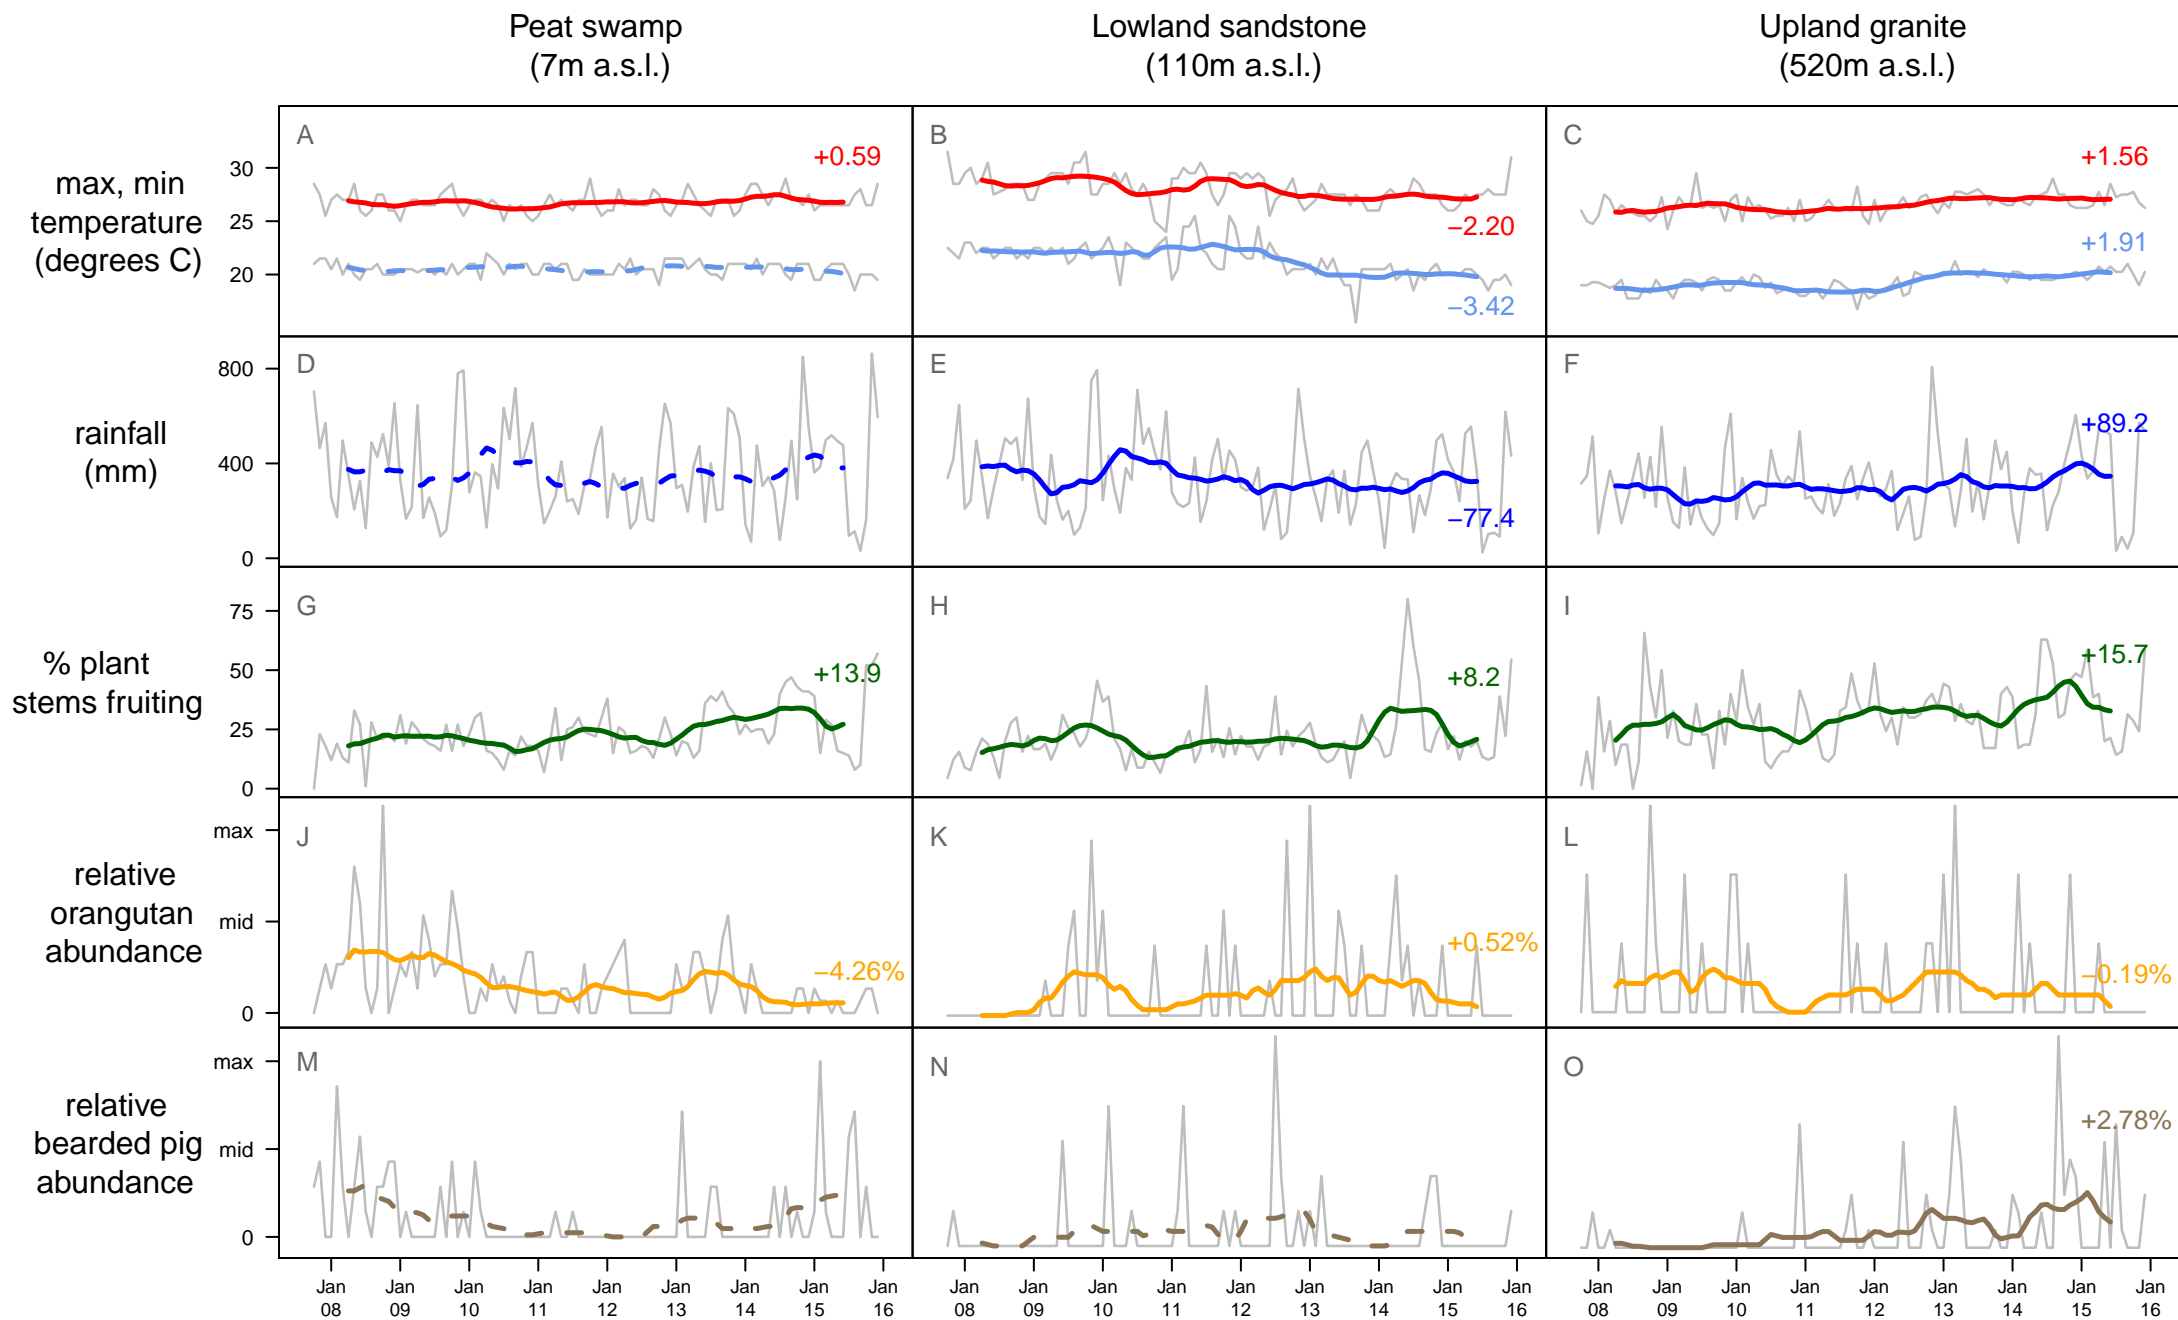 Peat swamp
(7m a.s.l.)
Lowland sandstone
(110m a.s.l.)
Upland granite
(520m a.s.l.)
max, min
temperature
(degrees C)
30
25
20
A
+0.59
B
−2.20
−3.42
C
+1.56
+1.91
rainfall
(mm)
800
400
0
D
E
−77.4
F
+89.2
% plant
stems fruiting
75
50
25
0
G
+13.9
H
+8.2
I
+15.7
relative
orangutan
abundance
max
mid
0
J
−4.26%
K
+0.52%
L
−0.19%
relative
bearded pig
abundance
max
mid
0
M
N
O
+2.78%
Jan Jan Jan Jan Jan Jan Jan Jan Jan
08 09 10 11 12 13 14 15 16
Jan Jan Jan Jan Jan Jan Jan Jan Jan
08 09 10 11 12 13 14 15 16
Jan Jan Jan Jan Jan Jan Jan Jan Jan
08 09 10 11 12 13 14 15 16